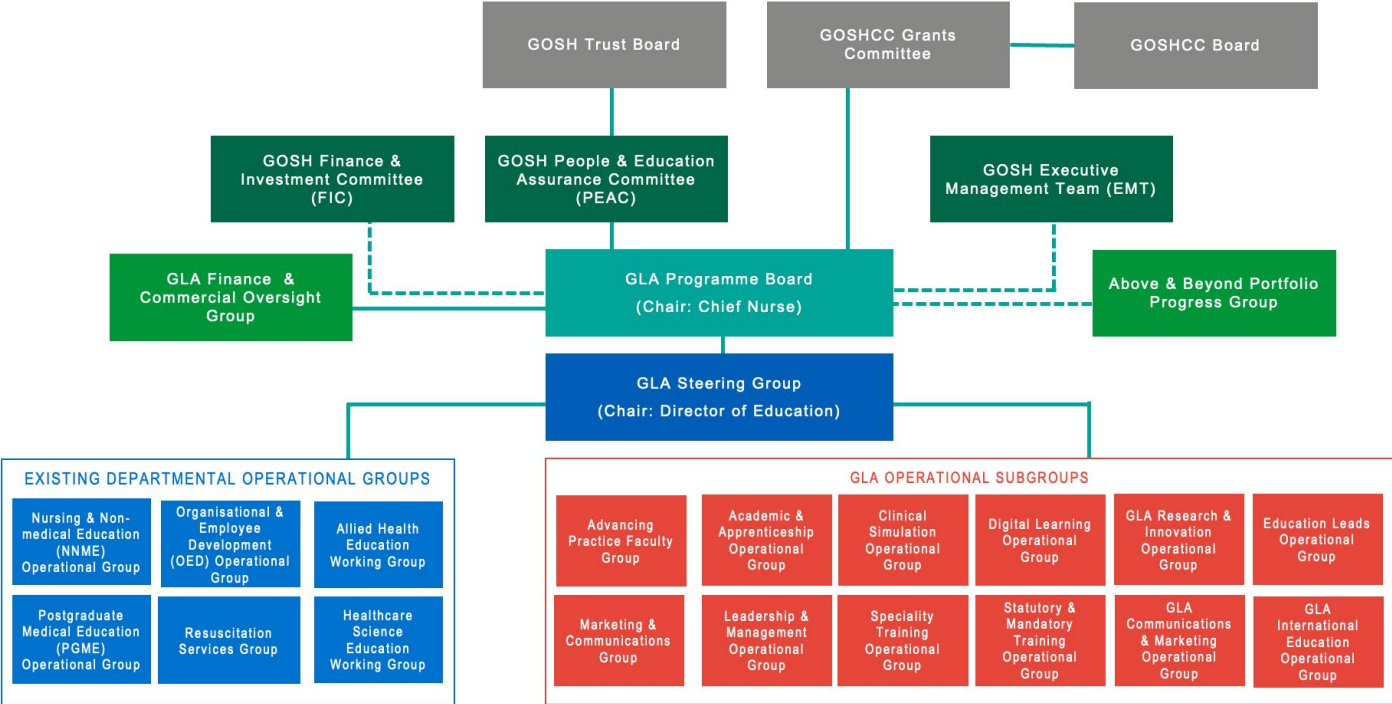 GOSH Trust Board
GOSHCC Grants
Committee
GOSHCC Board
GOSH Finance &
Investment Committee
(FIC)
GOSH People & Education
Assurance Committee
(PEAC)
GOSH Executive
Management Team (EMT)
GLA Finance &
Commercial Oversight
Group
GLA Programme Board
(Chair: Chief Nurse)
Above & Beyond Portfolio
Progress Group
GLA Steering Group
(Chair: Director of Education)
EXISTING DEPARTMENTAL OPERATIONAL GROUPS
Nursing & Non-
medical Education
(NNME)
Operational Group
Organisational &
Employee
Development
(OED) Operational
Group
Allied Health
Education
Working Group
Postgraduate
Medical Education
(PGME)
Operational Group
Resuscitation
Services Group
Healthcare
Science
Education
Working Group
GLA OPERATIONAL SUBGROUPS
Advancing
Practice Faculty
Group
Academic &
Apprenticeship
Operational
Group
Clinical
Simulation
Operational
Group
Digital Learning
Operational
Group
GLA Research &
Innovation
Operational
Group
Education Leads
Operational
Group
Marketing &
Communications
Group
Leadership &
Management
Operational
Group
Speciality
Training
Operational
Group
Statutory &
Mandatory
Training
Operational
Group
GLA
Communications
& Marketing
Operational
Group
GLA
International
Education
Operational
Group